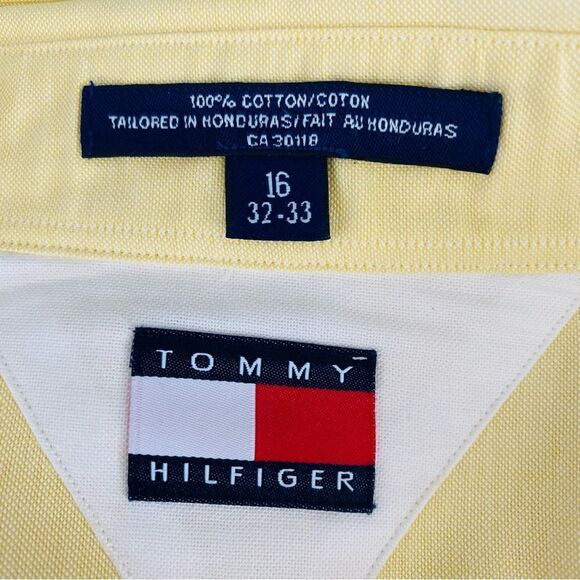 100% COTTON/COTON
TAILORED IN HONDURAS/FAIT AU HONDURAS
CA 30118
16
32-33
TOMMY
HILFIGER